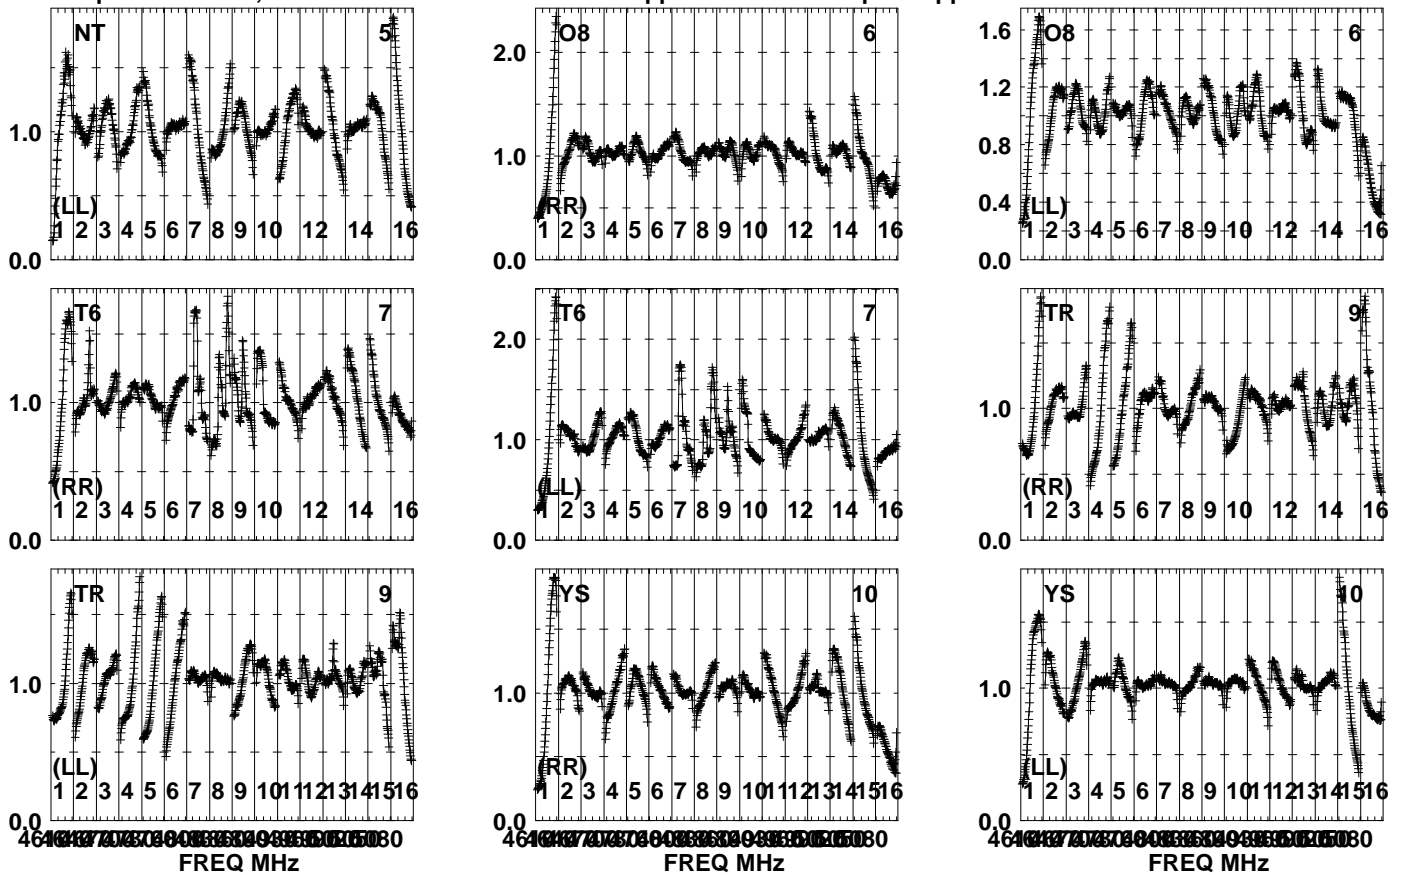 NT 5
1.0
(LL)
1 2 3 4 5 6 7 8 9 10 12 14 16
0.0
O8 6
2.0
1.0
(RR)
1 2 3 4 5 6 7 8 9 10 12 14 16
0.0
O8 6
1.6
1.2
0.8
0.4
(LL)
1 2 3 4 5 6 7 8 9 10 12 14 16
0.0
T6 7
1.0
(RR)
1 2 3 4 5 6 7 8 9 10 12 14 16
0.0
T6 7
2.0
1.0
(LL)
1 2 3 4 5 6 7 8 9 10 12 14 16
0.0
TR 9
1.0
(RR)
1 2 3 4 5 6 7 8 9 10 12 14 16
0.0
TR 9
1.0
(LL)
1 2 3 4 5 6 7 8 9 10 11 12 13 14 15 16
0.0
FREQ MHz
YS 10
1.0
(RR)
1 2 3 4 5 6 7 8 9 10 11 12 13 14 15 16
0.0
FREQ MHz
YS 10
1.0
(LL)
1 2 3 4 5 6 7 8 9 10 11 12 13 14 15 16
0.0
FREQ MHz